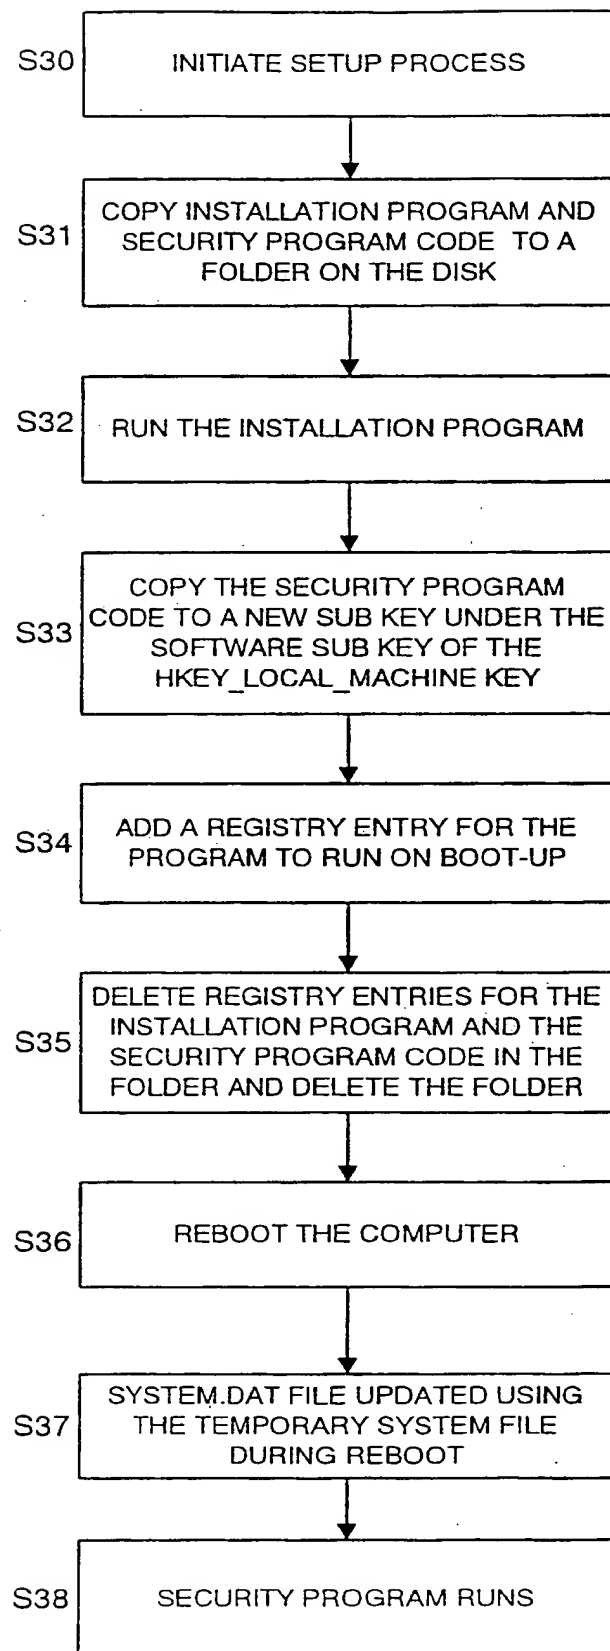 S30
INITIATE SETUP PROCESS
S31
COPY INSTALLATION PROGRAM AND
SECURITY PROGRAM CODE TO A
FOLDER ON THE DISK
S32
RUN THE INSTALLATION PROGRAM
S33
COPY THE SECURITY PROGRAM
CODE TO A NEW SUB KEY UNDER THE
SOFTWARE SUB KEY OF THE
HKEY_LOCAL_MACHINE KEY
S34
ADD A REGISTRY ENTRY FOR THE
PROGRAM TO RUN ON BOOT-UP
S35
DELETE REGISTRY ENTRIES FOR THE
INSTALLATION PROGRAM AND THE
SECURITY PROGRAM CODE IN THE
FOLDER AND DELETE THE FOLDER
S36
REBOOT THE COMPUTER
S37
SYSTEM.DAT FILE UPDATED USING
THE TEMPORARY SYSTEM FILE
DURING REBOOT
S38
SECURITY PROGRAM RUNS